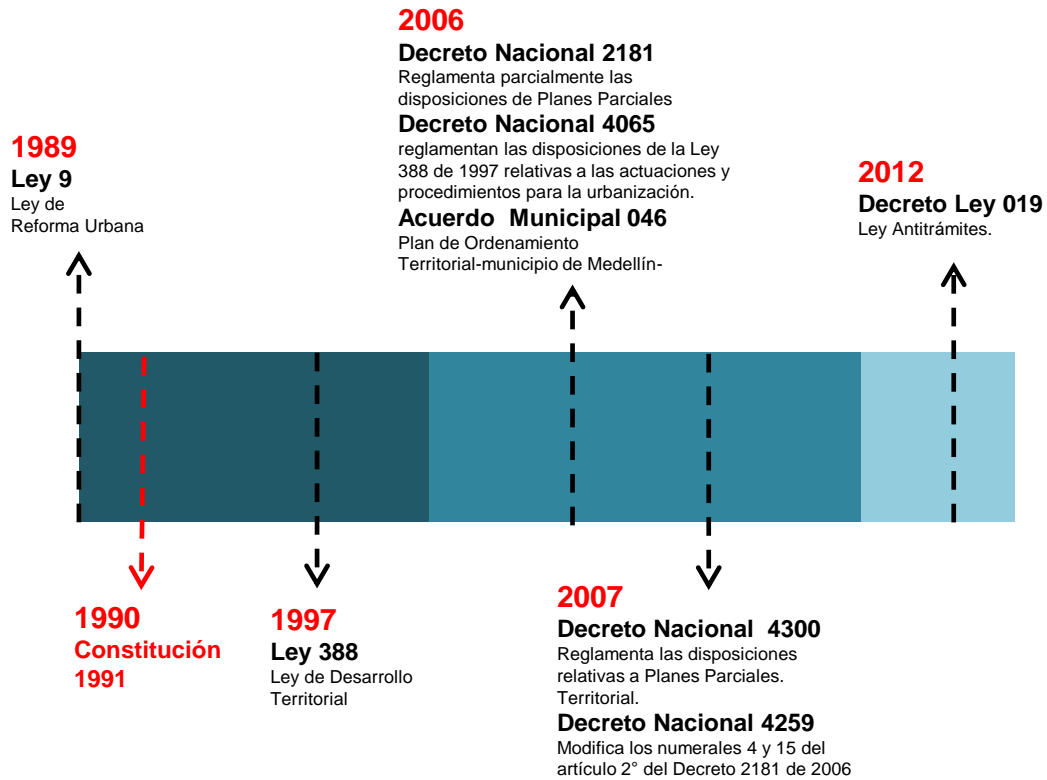 1989
Ley 9
Ley de
Reforma Urbana
2006
Decreto Nacional 2181
Reglamenta parcialmente las
disposiciones de Planes Parciales
Decreto Nacional 4065
reglamentan las disposiciones de la Ley
388 de 1997 relativas a las actuaciones y
procedimientos para la urbanización.
Acuerdo Municipal 046
Plan de Ordenamiento
Territorial-municipio de Medellín-
2012
Decreto Ley 019
Ley Antitrámites.
1990
Constitución
1991
1997
Ley 388
Ley de Desarrollo
Territorial
2007
Decreto Nacional 4300
Reglamenta las disposiciones
relativas a Planes Parciales.
Territorial.
Decreto Nacional 4259
Modifica los numerales 4 y 15 del
artículo 2° del Decreto 2181 de 2006